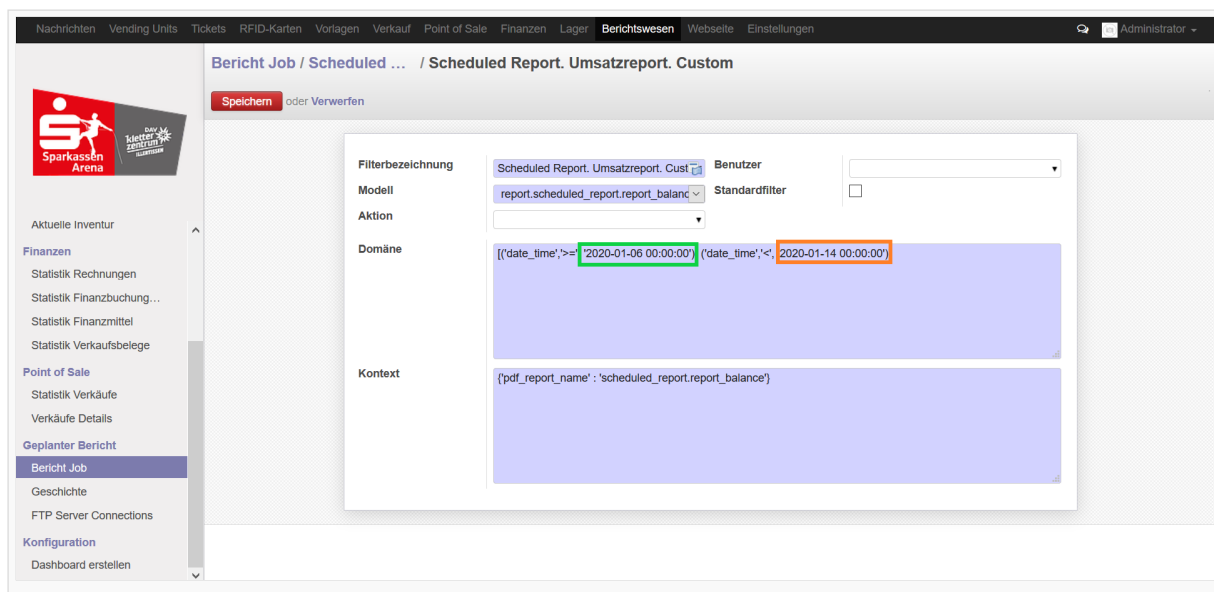 Nachrichten Vending Units Tickets RFID-Karten Vorlagen Verkauf Point of Sale Finanzen Lager Berichtswesen Webseite Einstellungen Administrator
Bericht Job / Scheduled ... / Scheduled Report. Umsatzreport. Custom
Speichern oder Verwerfen
Sparkassen
Arena
DAV
kletter
zentrum
ILLERTISSEN
Aktuelle Inventur
Finanzen
Statistik Rechnungen
Statistik Finanzbuchung...
Statistik Finanzmittel
Statistik Verkaufsbelege
Point of Sale
Statistik Verkäufe
Verkäufe Details
Geplanter Bericht
Bericht Job
Geschichte
FTP Server Connections
Konfiguration
Dashboard erstellen
Filterbezeichnung Scheduled Report. Umsatzreport. Cust Benutzer
Modell report.scheduled_report.report_balanc Standardfilter
Aktion
Domäne [('date_time','>=' '2020-01-06 00:00:00') ('date_time','<', 2020-01-14 00:00:00')
Kontext {'pdf_report_name' : 'scheduled_report.report_balance'}